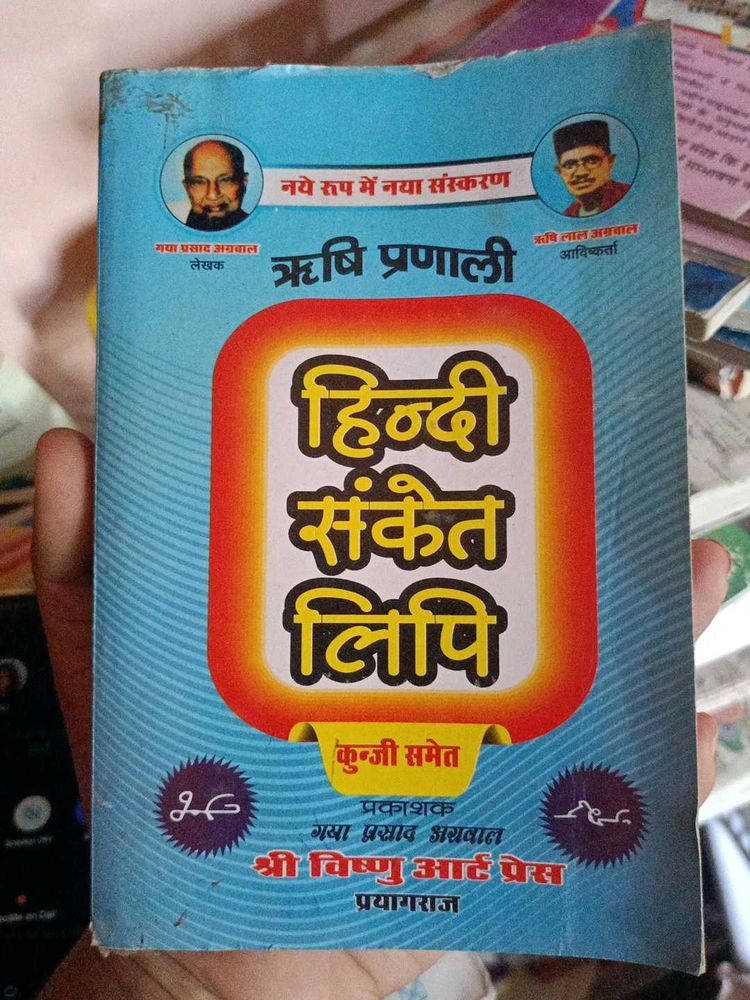 नये रूप में नया संस्करण
गया प्रसाद अग्रवाल
लेखक
ऋषि लाल अग्रवाल
आविष्कर्ता
ऋषि प्रणाली
हिन्दी
संकेत
लिपि
कुन्जी समेत
प्रकाशक
गया प्रसाद अग्रवाल
श्री विष्णु आर्ट प्रेस
प्रयागराज